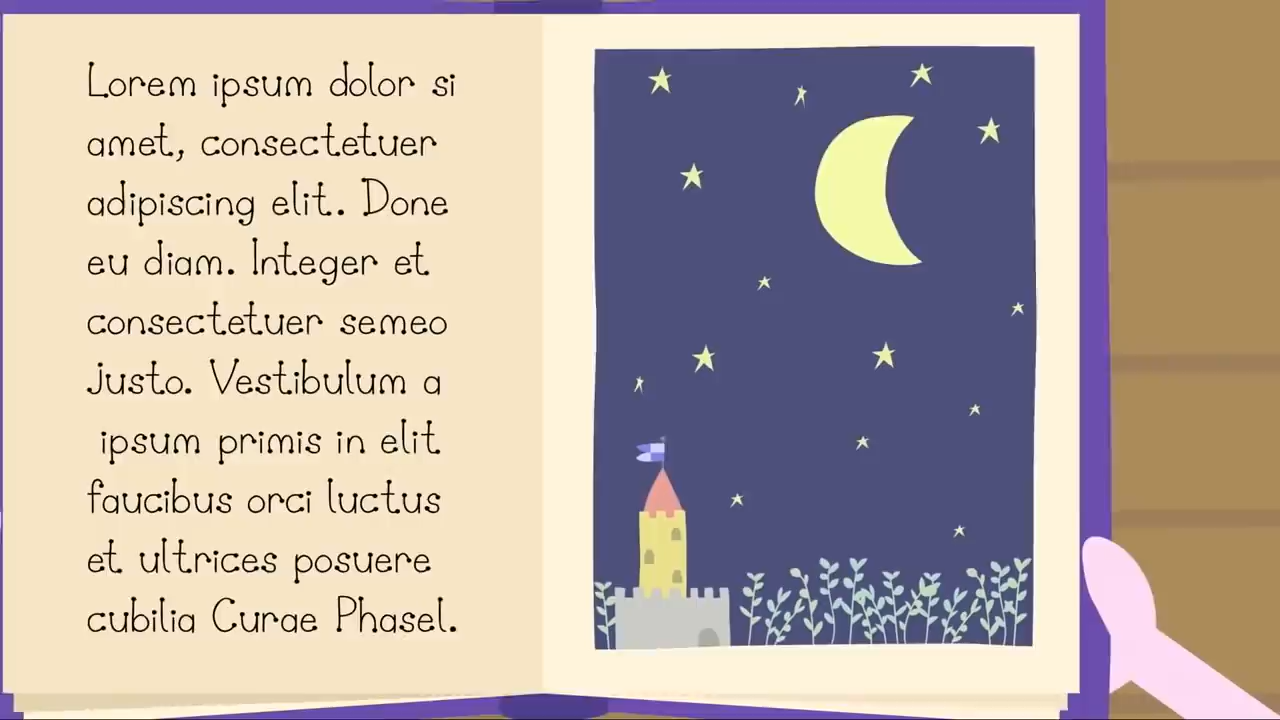 Lorem ipsum dolor si
amet, consectetuer
adipiscing elit. Done
eu diam. Integer et
consectetuer semeo
justo. Vestibulum a
ipsum primis in elit
faucibus orci luctus
et ultrices posuere
cubilia Curae Phasel.